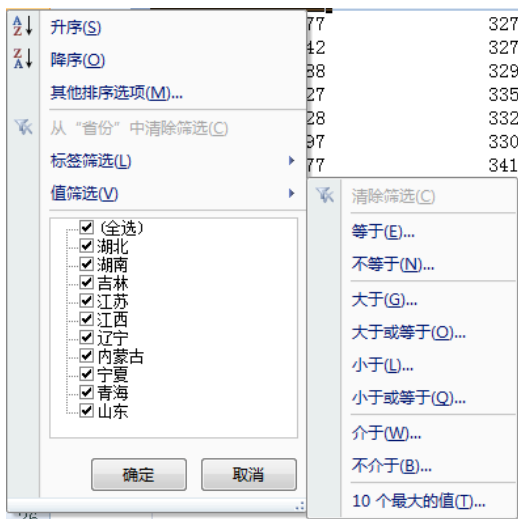 升序(S)
77 327
降序(O)
42 327
88 329
其他排序选项(M)...
27 335
从“省份”中清除筛选(C)
28 332
97 330
标签筛选(L)
77 341
值筛选(V)
清除筛选(C)
(全选)
湖北
湖南
吉林
江苏
江西
辽宁
内蒙古
宁夏
青海
山东
等于(E)...
不等于(N)...
大于(G)...
大于或等于(O)...
小于(L)...
小于或等于(Q)...
介于(W)...
不介于(B)...
10 个最大的值(T)...
确定
取消
26